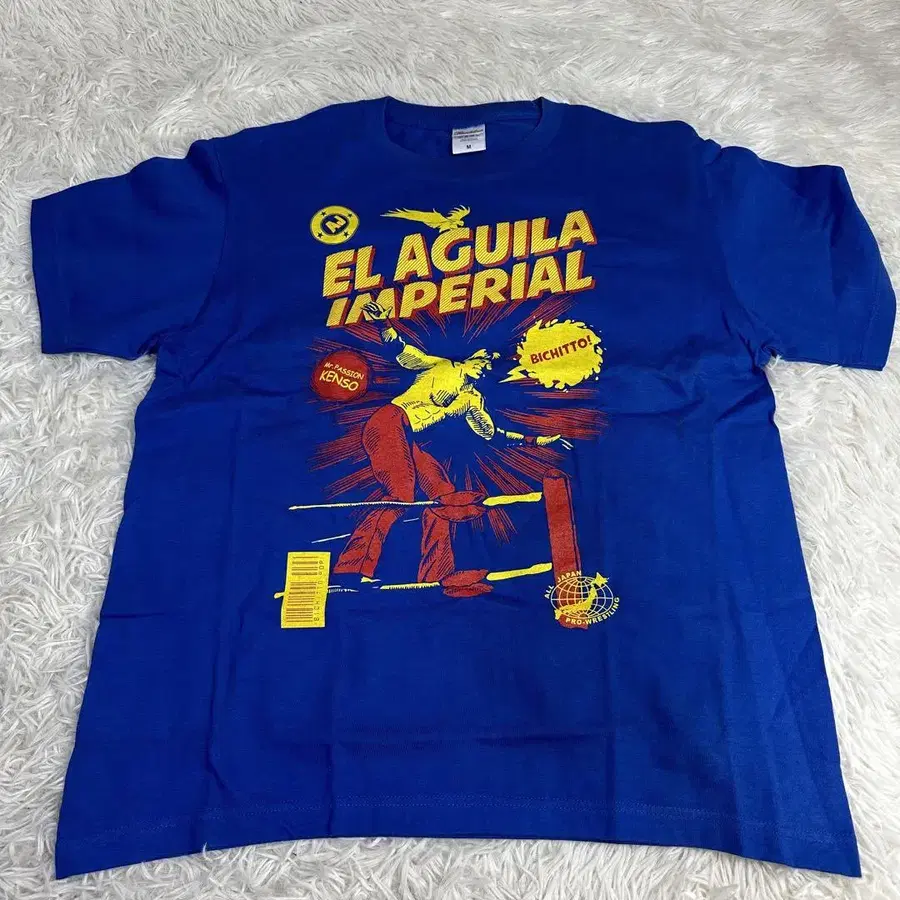 M
EL AGUILA
IMPERIAL
BICHITTO!
Mr. PASSION
KENSO
ALL JAPAN
PRO-WRESTLING